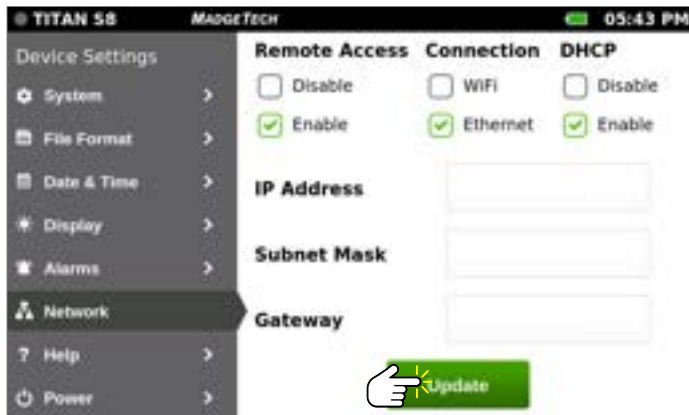 TITAN S8 MADGETECH 05:43 PM
Device Settings
System
File Format
Date & Time
Display
Alarms
Network
Help
Power
Remote Access Connection DHCP
Disable WiFi Disable
Enable Ethernet Enable
IP Address
Subnet Mask
Gateway
Update